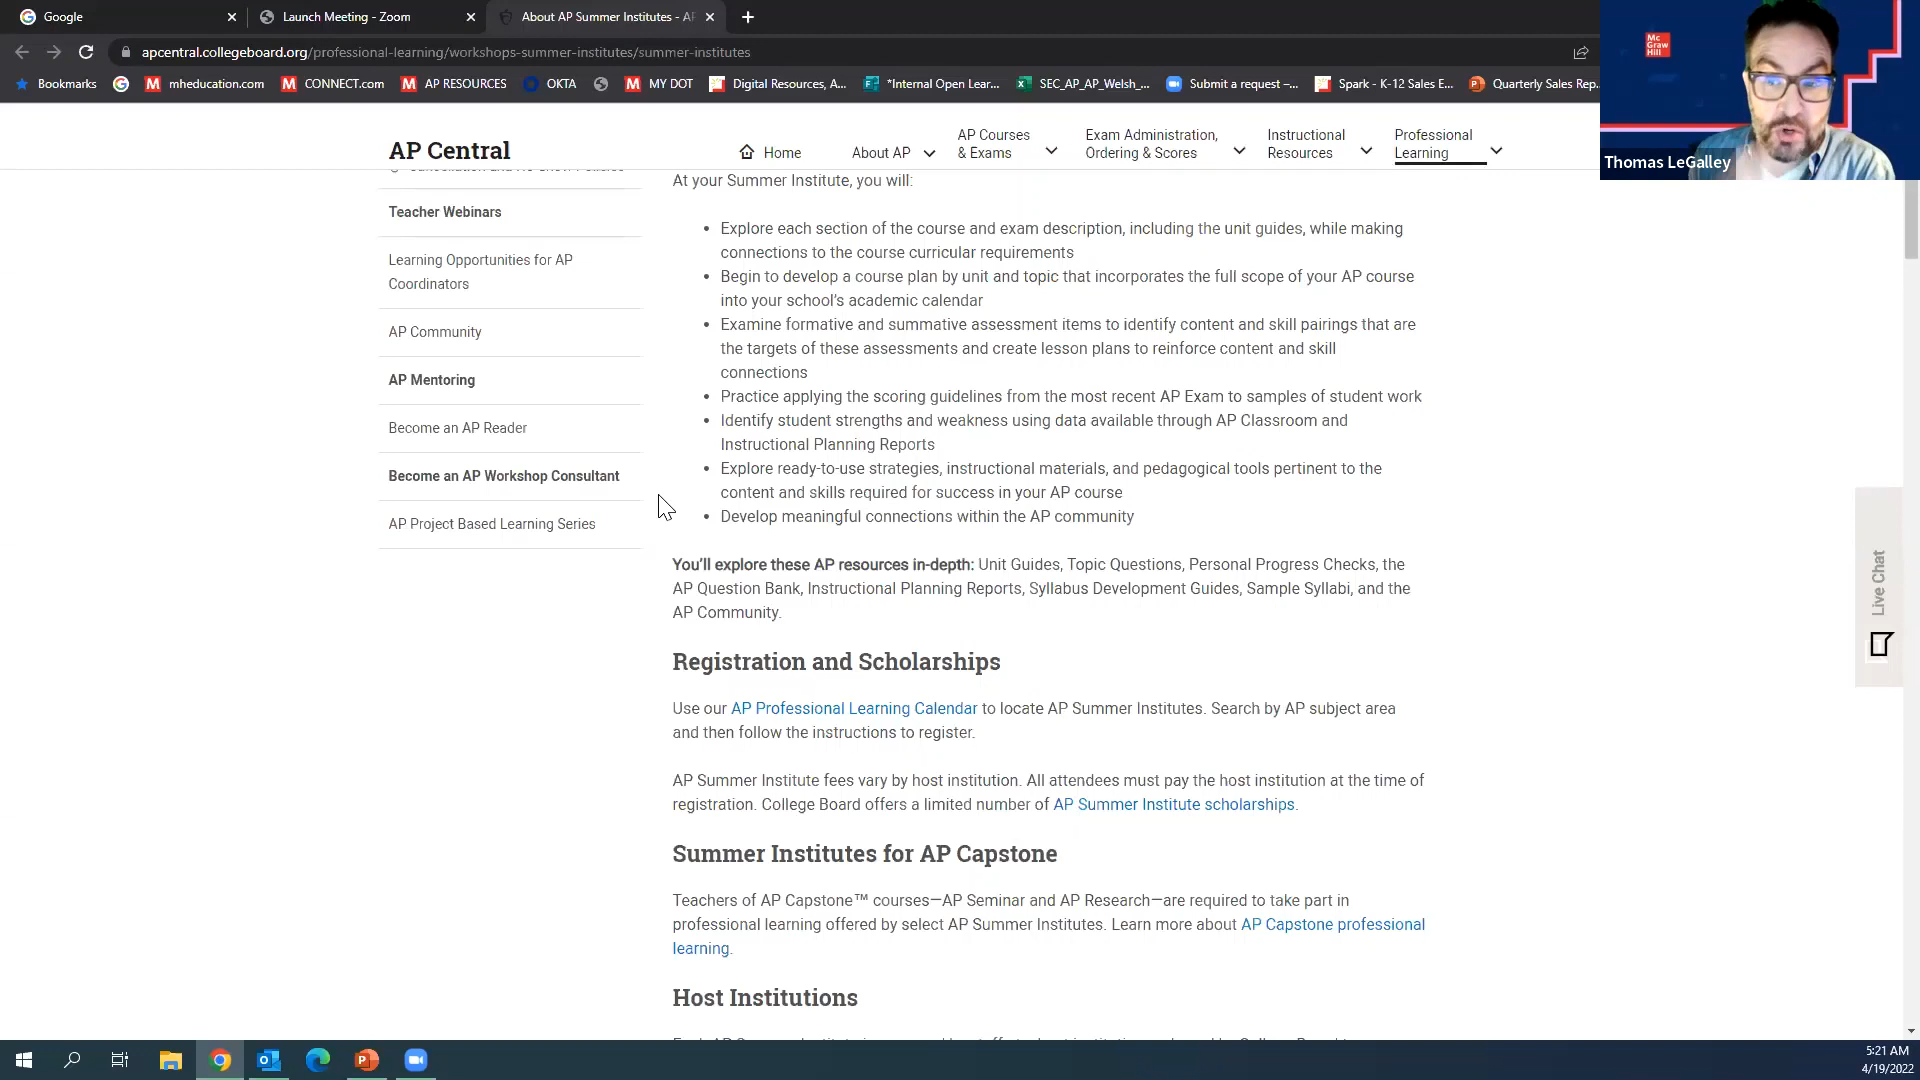 Google
Launch Meeting - Zoom
About AP Summer Institutes - AP
apcentral.collegeboard.org/professional-learning/workshops-summer-institutes/summer-institutes
Bookmarks
mheducation.com
CONNECT.com
AP RESOURCES
OKTA
MY DOT
Digital Resources, A...
*Internal Open Lear...
SEC_AP_AP_Welsh_...
Submit a request –...
Spark - K-12 Sales E...
Quarterly Sales Rep...
Mc
Graw
Hill
Thomas LeGalley
AP Central
Home
About AP
AP Courses
& Exams
Exam Administration,
Ordering & Scores
Instructional
Resources
Professional
Learning
Cancellation and No Show Policies
Teacher Webinars
Learning Opportunities for AP
Coordinators
AP Community
AP Mentoring
Become an AP Reader
Become an AP Workshop Consultant
AP Project Based Learning Series
At your Summer Institute, you will:
• Explore each section of the course and exam description, including the unit guides, while making
connections to the course curricular requirements
• Begin to develop a course plan by unit and topic that incorporates the full scope of your AP course
into your school's academic calendar
• Examine formative and summative assessment items to identify content and skill pairings that are
the targets of these assessments and create lesson plans to reinforce content and skill
connections
• Practice applying the scoring guidelines from the most recent AP Exam to samples of student work
• Identify student strengths and weakness using data available through AP Classroom and
Instructional Planning Reports
• Explore ready-to-use strategies, instructional materials, and pedagogical tools pertinent to the
content and skills required for success in your AP course
• Develop meaningful connections within the AP community
You'll explore these AP resources in-depth: Unit Guides, Topic Questions, Personal Progress Checks, the
AP Question Bank, Instructional Planning Reports, Syllabus Development Guides, Sample Syllabi, and the
AP Community.
Registration and Scholarships
Use our AP Professional Learning Calendar to locate AP Summer Institutes. Search by AP subject area
and then follow the instructions to register.
AP Summer Institute fees vary by host institution. All attendees must pay the host institution at the time of
registration. College Board offers a limited number of AP Summer Institute scholarships.
Summer Institutes for AP Capstone
Teachers of AP Capstone™ courses—AP Seminar and AP Research—are required to take part in
professional learning offered by select AP Summer Institutes. Learn more about AP Capstone professional
learning.
Host Institutions
Live Chat
5:21 AM
4/19/2022